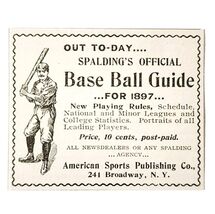 OUT TO-DAY....
SPALDING'S OFFICIAL
Base Ball Guide
...FOR 1897...
New Playing Rules, Schedule,
National and Minor Leagues and
College Statistics. Portraits of all
Leading Players.
Price, 10 cents, post-paid.
ALL NEWSDEALERS OR ANY SPALDING
...AGENCY...
American Sports Publishing Co.,
241 Broadway, N. Y.